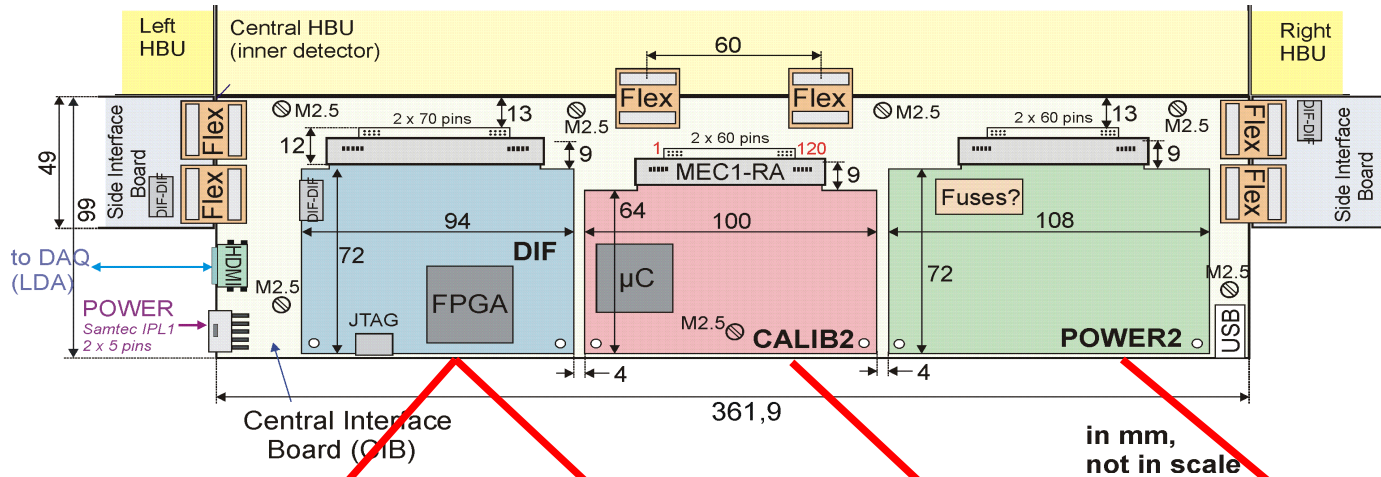 Left
HBU
Central HBU
(inner detector)
Right
HBU
60
Flex
Flex
M2.5
13
M2.5
M2.5
13
M2.5
2 x 70 pins
2 x 60 pins
2 x 60 pins
12
9
1
120
MEC1-RA
9
9
Side Interface
Board
DIF-DIF
Flex
Flex
Flex
Flex
DIF-DIF
Side Interface
Board
49
99
DIF-DIF
94
DIF
72
64
100
Fuses?
108
72
to DAQ
(LDA)
HDMI
M2.5
FPGA
µC
M2.5
POWER
Samtec IPL1
2 x 5 pins
JTAG
M2.5
CALIB2
POWER2
USB
4
4
361,9
Central Interface
Board (CIB)
in mm,
not in scale